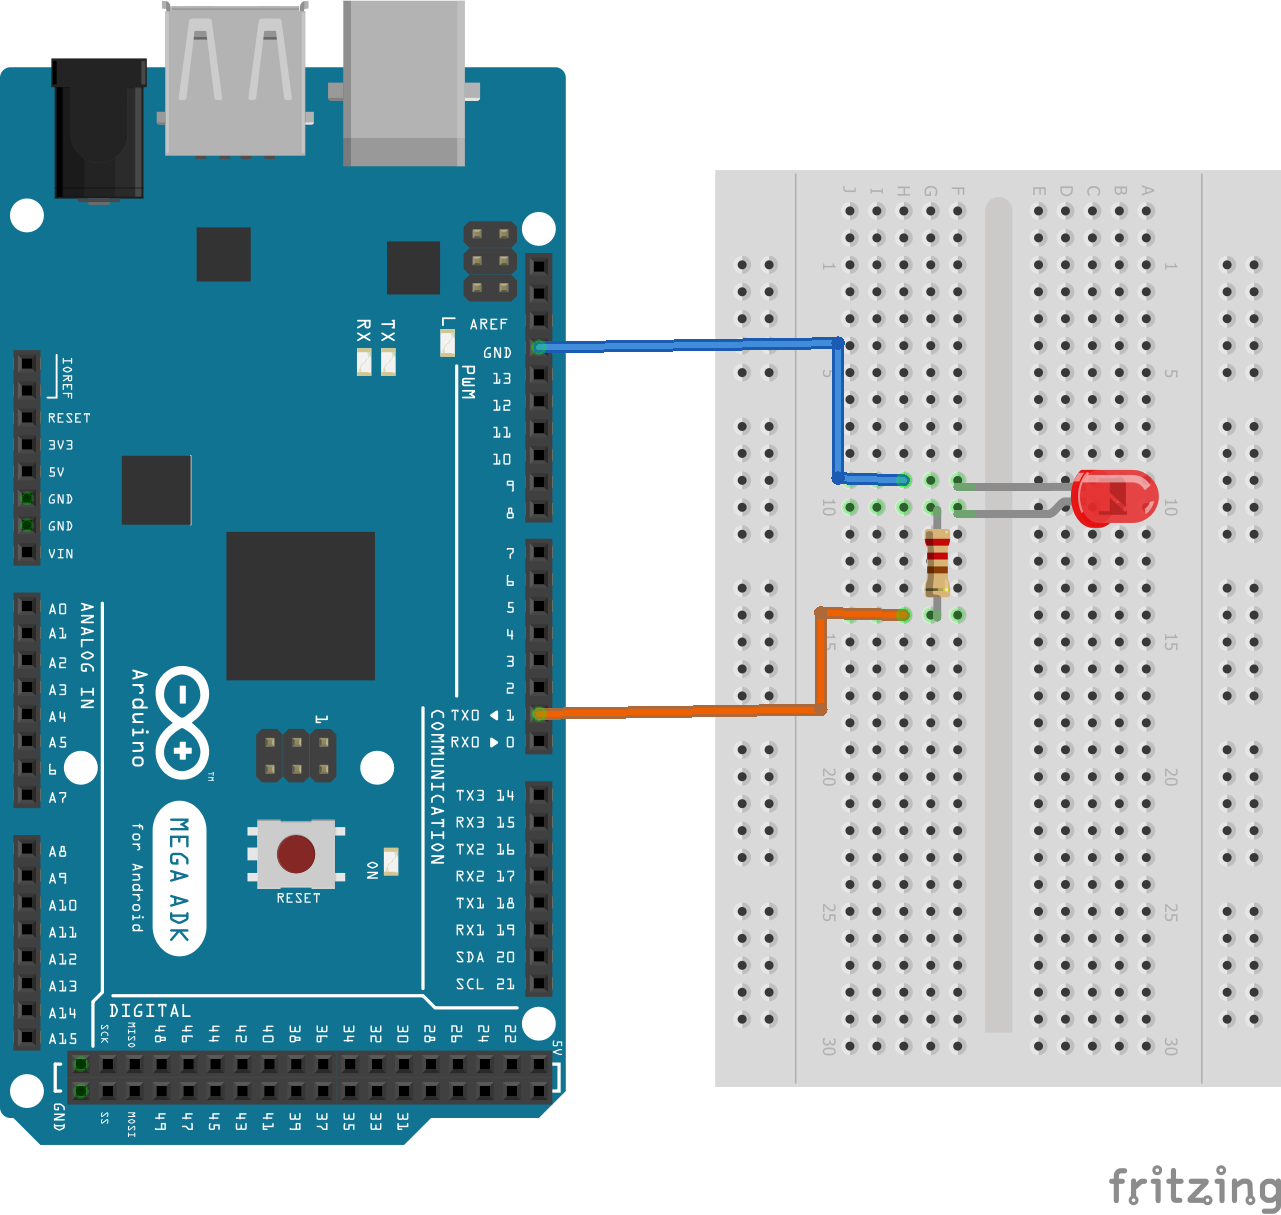 RX
TX
L
AREF
GND
13
12
11
10
9
8
PWM
IOREF
RESET
3V3
5V
GND
GND
VIN
7
6
5
4
3
2
TX0 ◀ 1
RX0 ▶ 0
ANALOG IN
A0
A1
A2
A3
A4
A5
6
A7
A8
A9
A10
A11
A12
A13
A14
A15
Arduino
TM
MEGA ADK
for Android
1
RESET
ON
COMMUNICATION
TX3 14
RX3 15
TX2 16
RX2 17
TX1 18
RX1 19
SDA 20
SCL 21
DIGITAL
SCK MISO 48 46 44 42 40 38 36 34 32 30 28 26 24 22
5V
GND
SS MOSI 49 47 45 43 41 39 37 35 33 31
J I H G F E D C B A
1 1
5 5
10 10
15 15
20 20
25 25
30 30
fritzing